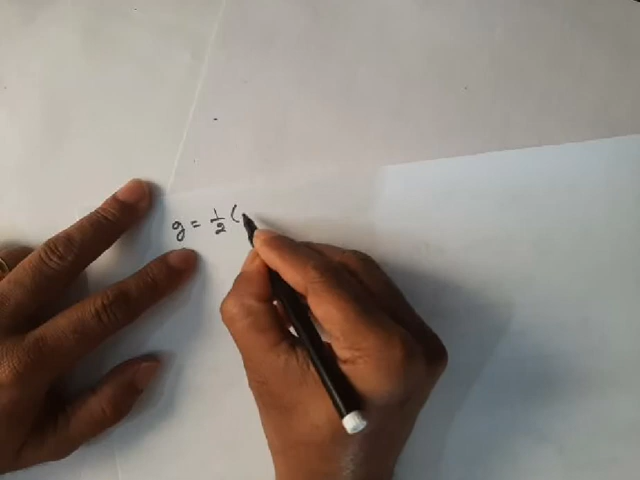 g = 1/2 (